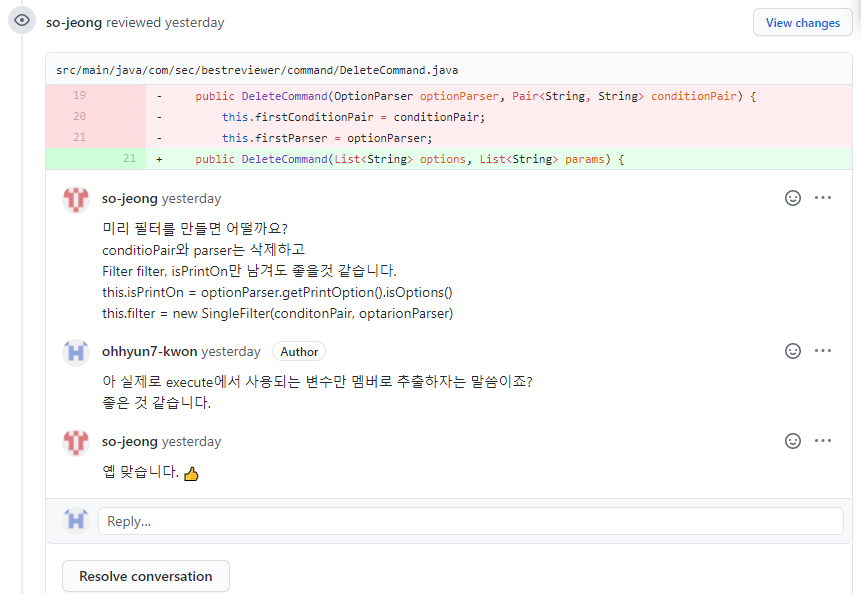 so-jeong reviewed yesterday
View changes
src/main/java/com/sec/bestreviewer/command/DeleteCommand.java
19 - public DeleteCommand(OptionParser optionParser, Pair<String, String> conditionPair) {
20 - this.firstConditionPair = conditionPair;
21 - this.firstParser = optionParser;
21 + public DeleteCommand(List<String> options, List<String> params) {
so-jeong yesterday
미리 필터를 만들면 어떨까요?
conditioPair와 parser는 삭제하고
Filter filter, isPrintOn만 남겨도 좋을것 같습니다.
this.isPrintOn = optionParser.getPrintOption().isOptions()
this.filter = new SingleFilter(conditonPair, optarionParser)
ohhyun7-kwon yesterday Author
아 실제로 execute에서 사용되는 변수만 멤버로 추출하자는 말씀이죠?
좋은 것 같습니다.
so-jeong yesterday
옙 맞습니다. 👍
Reply...
Resolve conversation